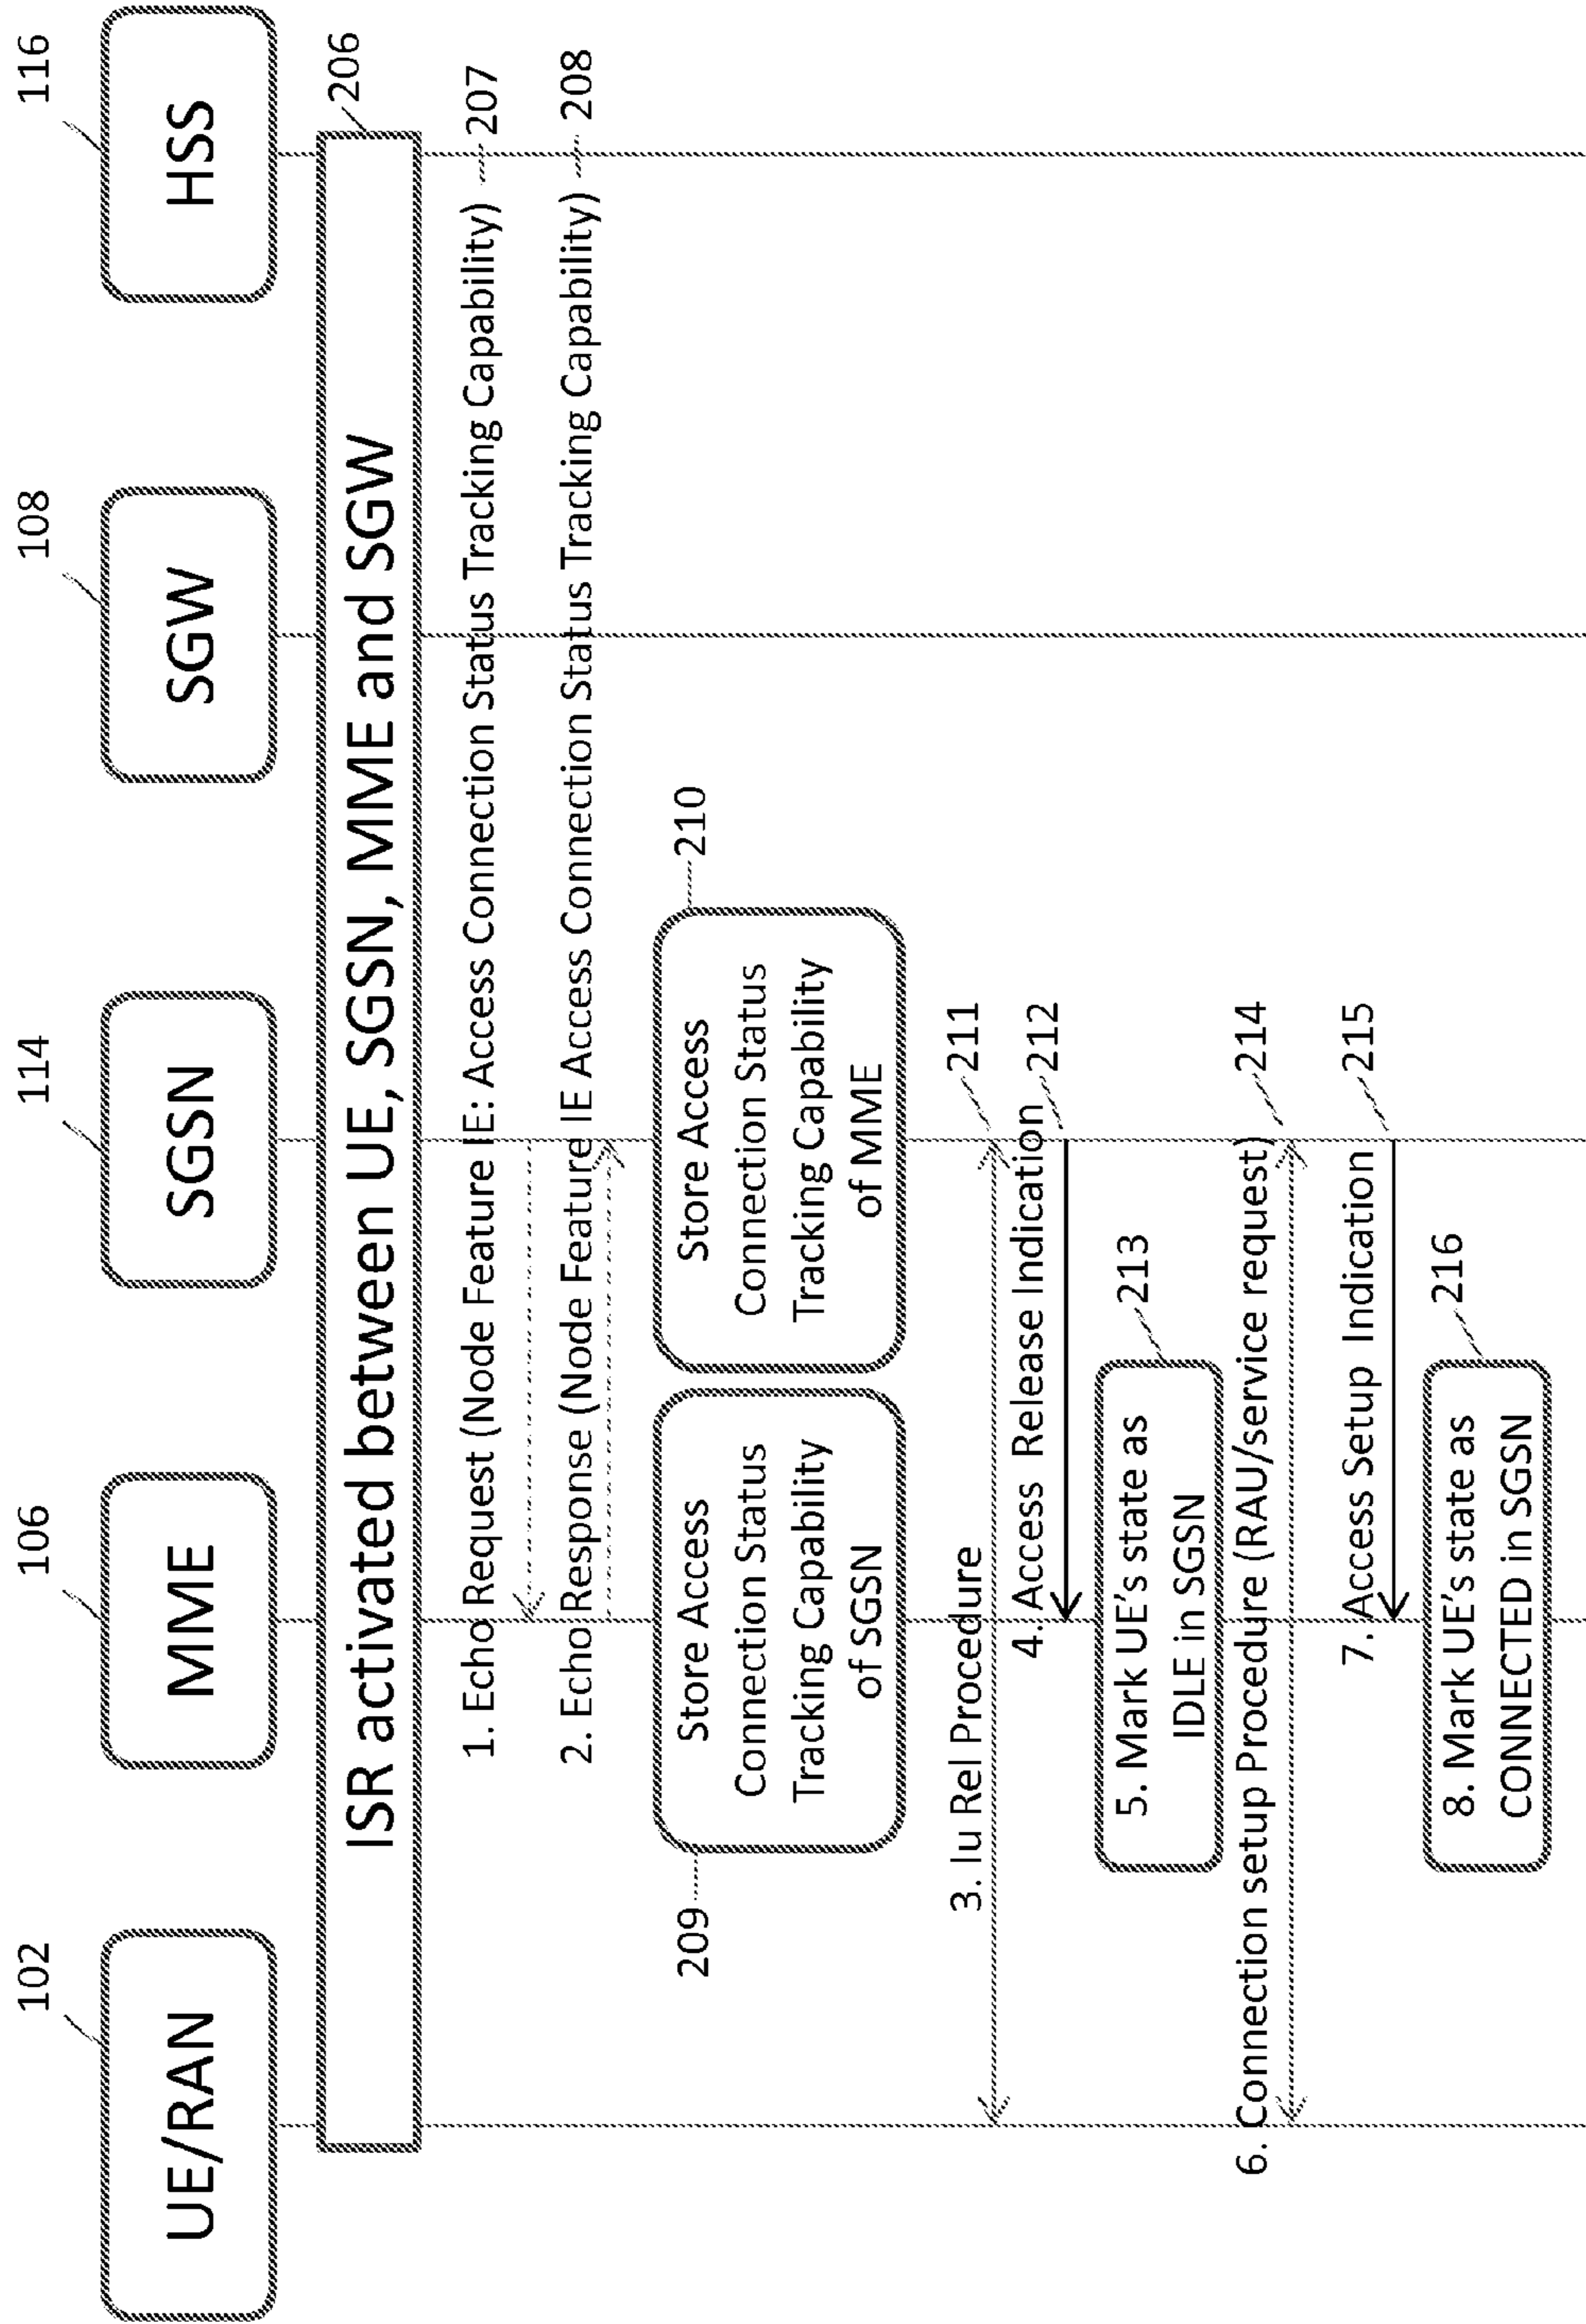 102
106
114
108
116
UE/RAN
MME
SGSN
SGW
HSS
ISR activated between UE, SGSN, MME and SGW
206
1. Echo Request (Node Feature IE: Access Connection Status Tracking Capability)
207
2. Echo Response (Node Feature IE Access Connection Status Tracking Capability)
208
209
Store Access
Connection Status
Tracking Capability
of SGSN
Store Access
Connection Status
Tracking Capability
of MME
210
3. Iu Rel Procedure
211
4. Access Release Indication
212
5. Mark UE's state as
IDLE in SGSN
213
6. Connection setup Procedure (RAU/service request)
214
7. Access Setup Indication
215
8. Mark UE's state as
CONNECTED in SGSN
216